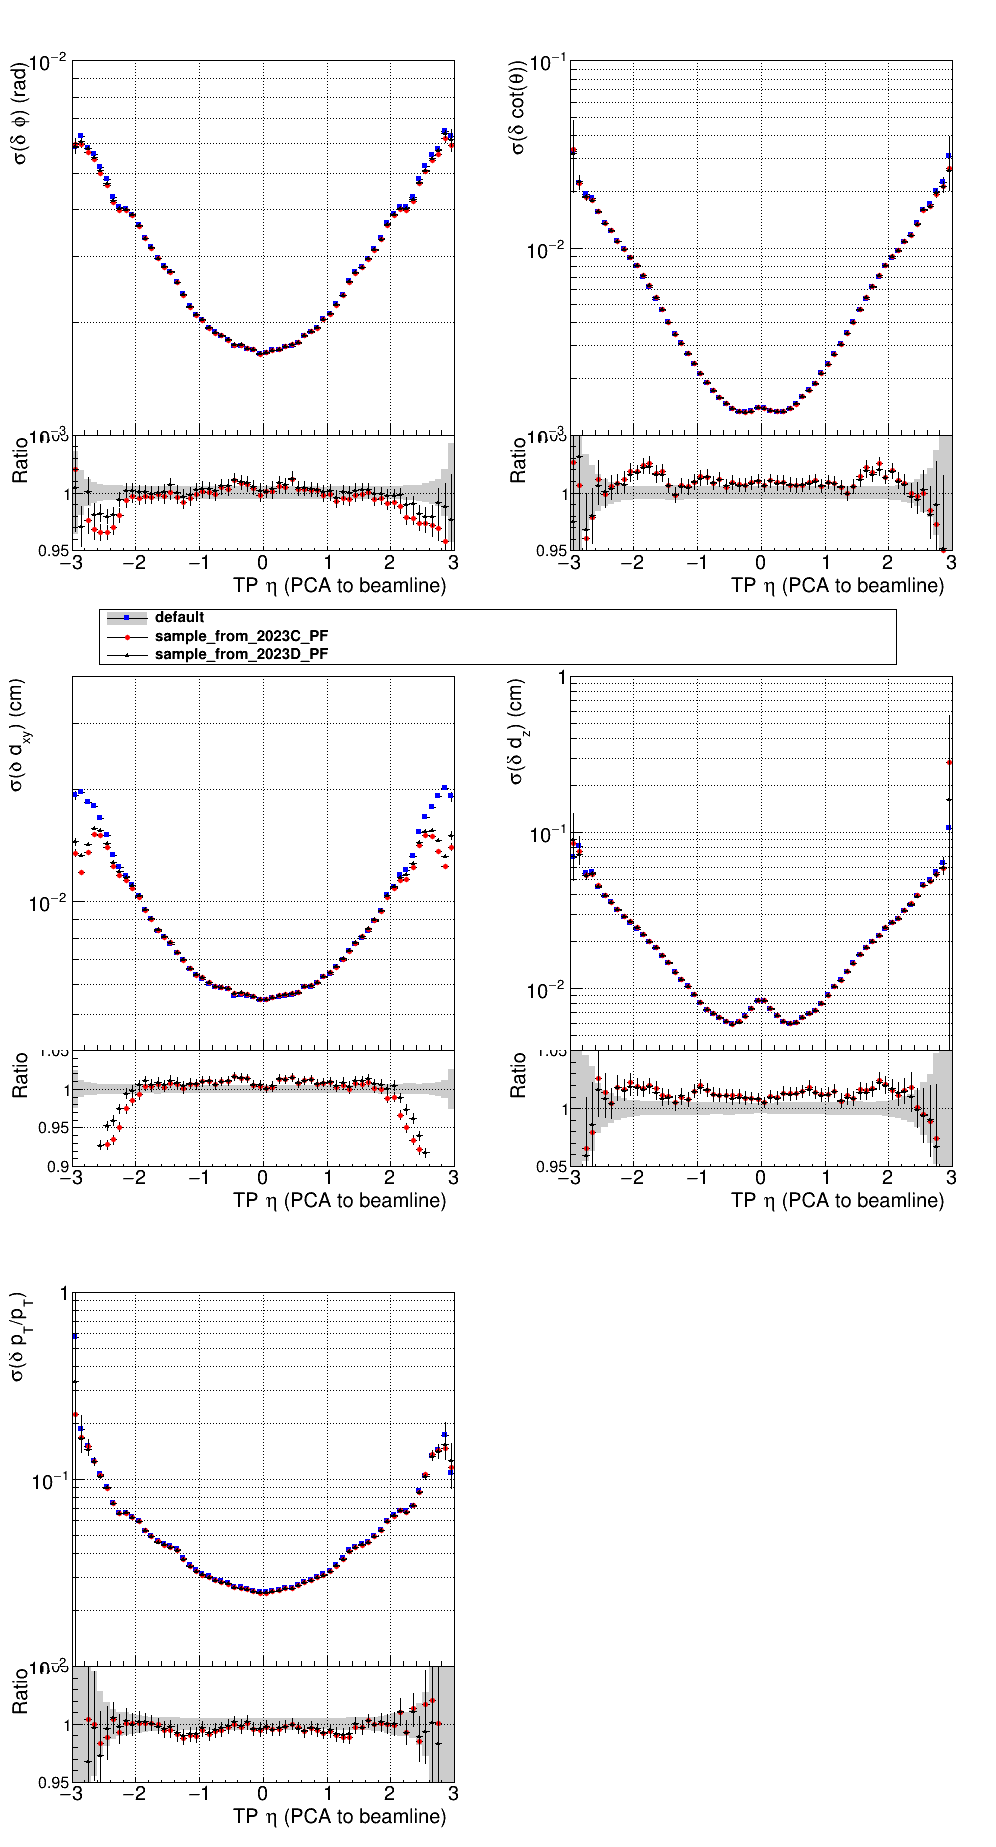 σ(δ φ) (rad)
10⁻²
10⁻³
Ratio
1
0.95
−3 −2 −1 0 1 2 3
TP η (PCA to beamline)
σ(δ cot(θ))
10⁻¹
10⁻²
10⁻³
Ratio
1
0.95
−3 −2 −1 0 1 2 3
TP η (PCA to beamline)
default
sample_from_2023C_PF
sample_from_2023D_PF
σ(δ d_xy) (cm)
10⁻²
Ratio
1.05
1
0.95
0.9
−3 −2 −1 0 1 2 3
TP η (PCA to beamline)
σ(δ d_z) (cm)
1
10⁻¹
10⁻²
Ratio
1.05
1
0.95
−3 −2 −1 0 1 2 3
TP η (PCA to beamline)
σ(δ p_T/p_T)
1
10⁻¹
10⁻²
Ratio
1
0.95
−3 −2 −1 0 1 2 3
TP η (PCA to beamline)